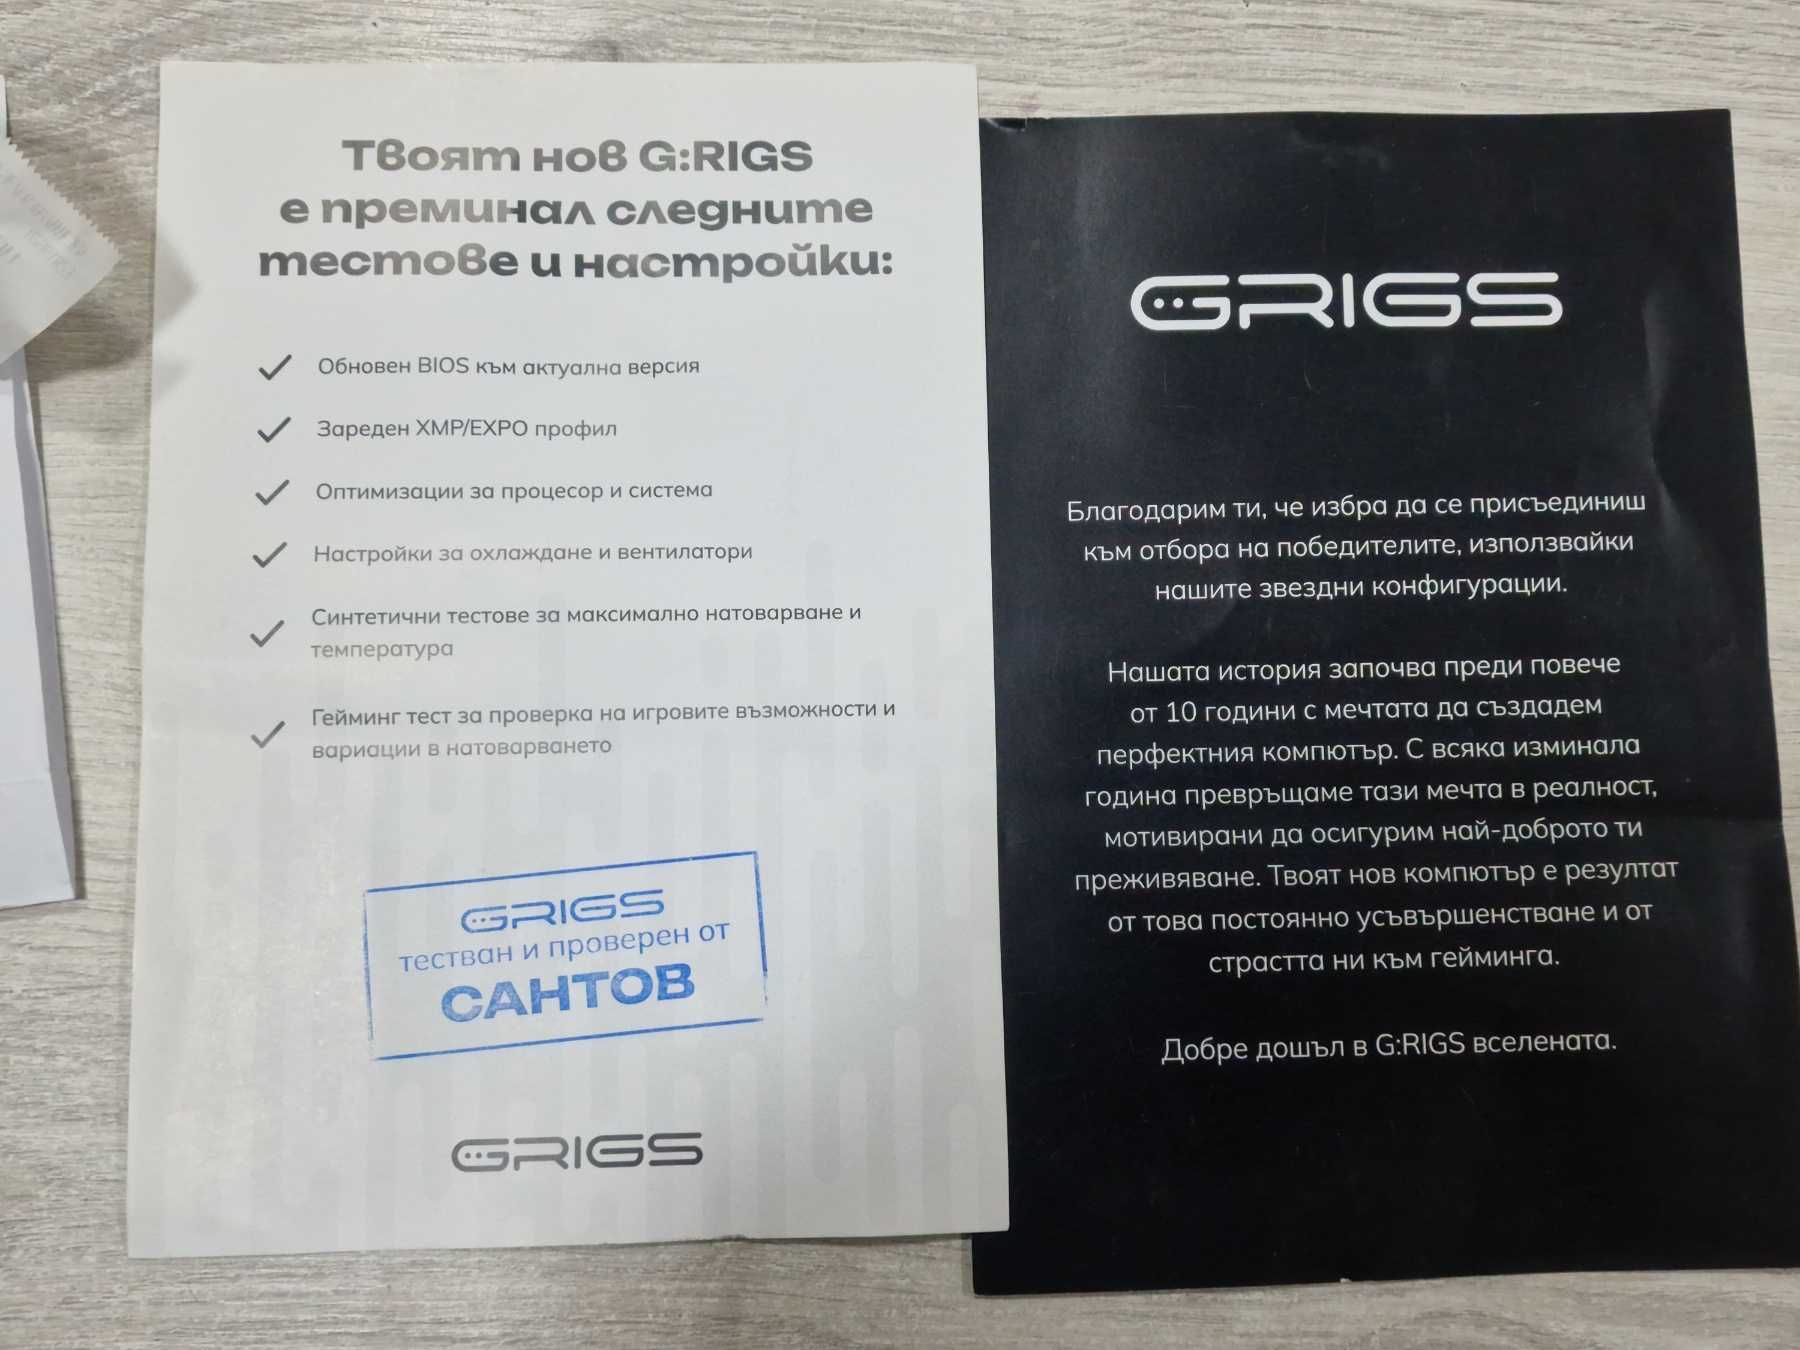 Твоят нов G:RIGS
е преминал следните
тестове и настройки:
Обновен BIOS към актуална версия
Зареден XMP/EXPO профил
Оптимизации за процесор и система
Настройки за охлаждане и вентилатори
Синтетични тестове за максимално натоварване и
температура
Гейминг тест за проверка на игровите възможности и
вариации в натоварването
GRIGS
тестван и проверен от
САНТОВ
GRIGS
GRIGS
Благодарим ти, че избра да се присъединиш
към отбора на победителите, използвайки
нашите звездни конфигурации.
Нашата история започва преди повече
от 10 години с мечтата да създадем
перфектния компютър. С всяка изминала
година превръщаме тази мечта в реалност,
мотивирани да осигурим най-доброто ти
преживяване. Твоят нов компютър е резултат
от това постоянно усъвършенстване и от
страстта ни към гейминга.
Добре дошъл в G:RIGS вселената.